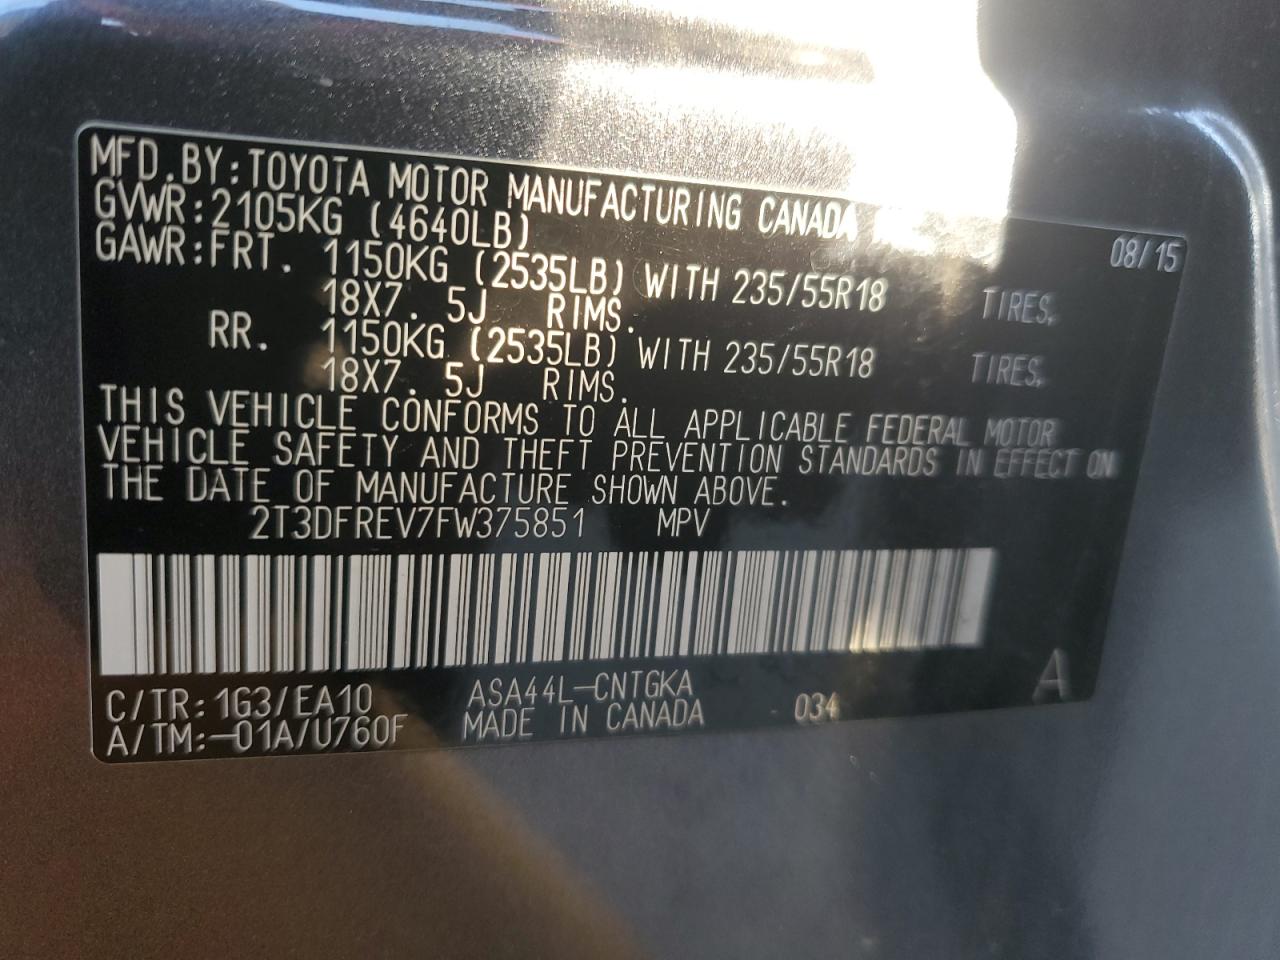 MFD.BY:TOYOTA MOTOR MANUFACTURING CANADA
08/15
GVWR:2105KG (4640LB)
GAWR:FRT. 1150KG (2535LB) WITH 235/55R18 TIRES,
18X7. 5J RIMS.
RR. 1150KG (2535LB) WITH 235/55R18 TIRES,
18X7. 5J RIMS.
THIS VEHICLE CONFORMS TO ALL APPLICABLE FEDERAL MOTOR
VEHICLE SAFETY AND THEFT PREVENTION STANDARDS IN EFFECT ON
THE DATE OF MANUFACTURE SHOWN ABOVE.
2T3DFREV7FW375851 MPV
C/TR:1G3/EA10 ASA44L-CNTGKA
A/TM:-01A/U760F MADE IN CANADA 034
A